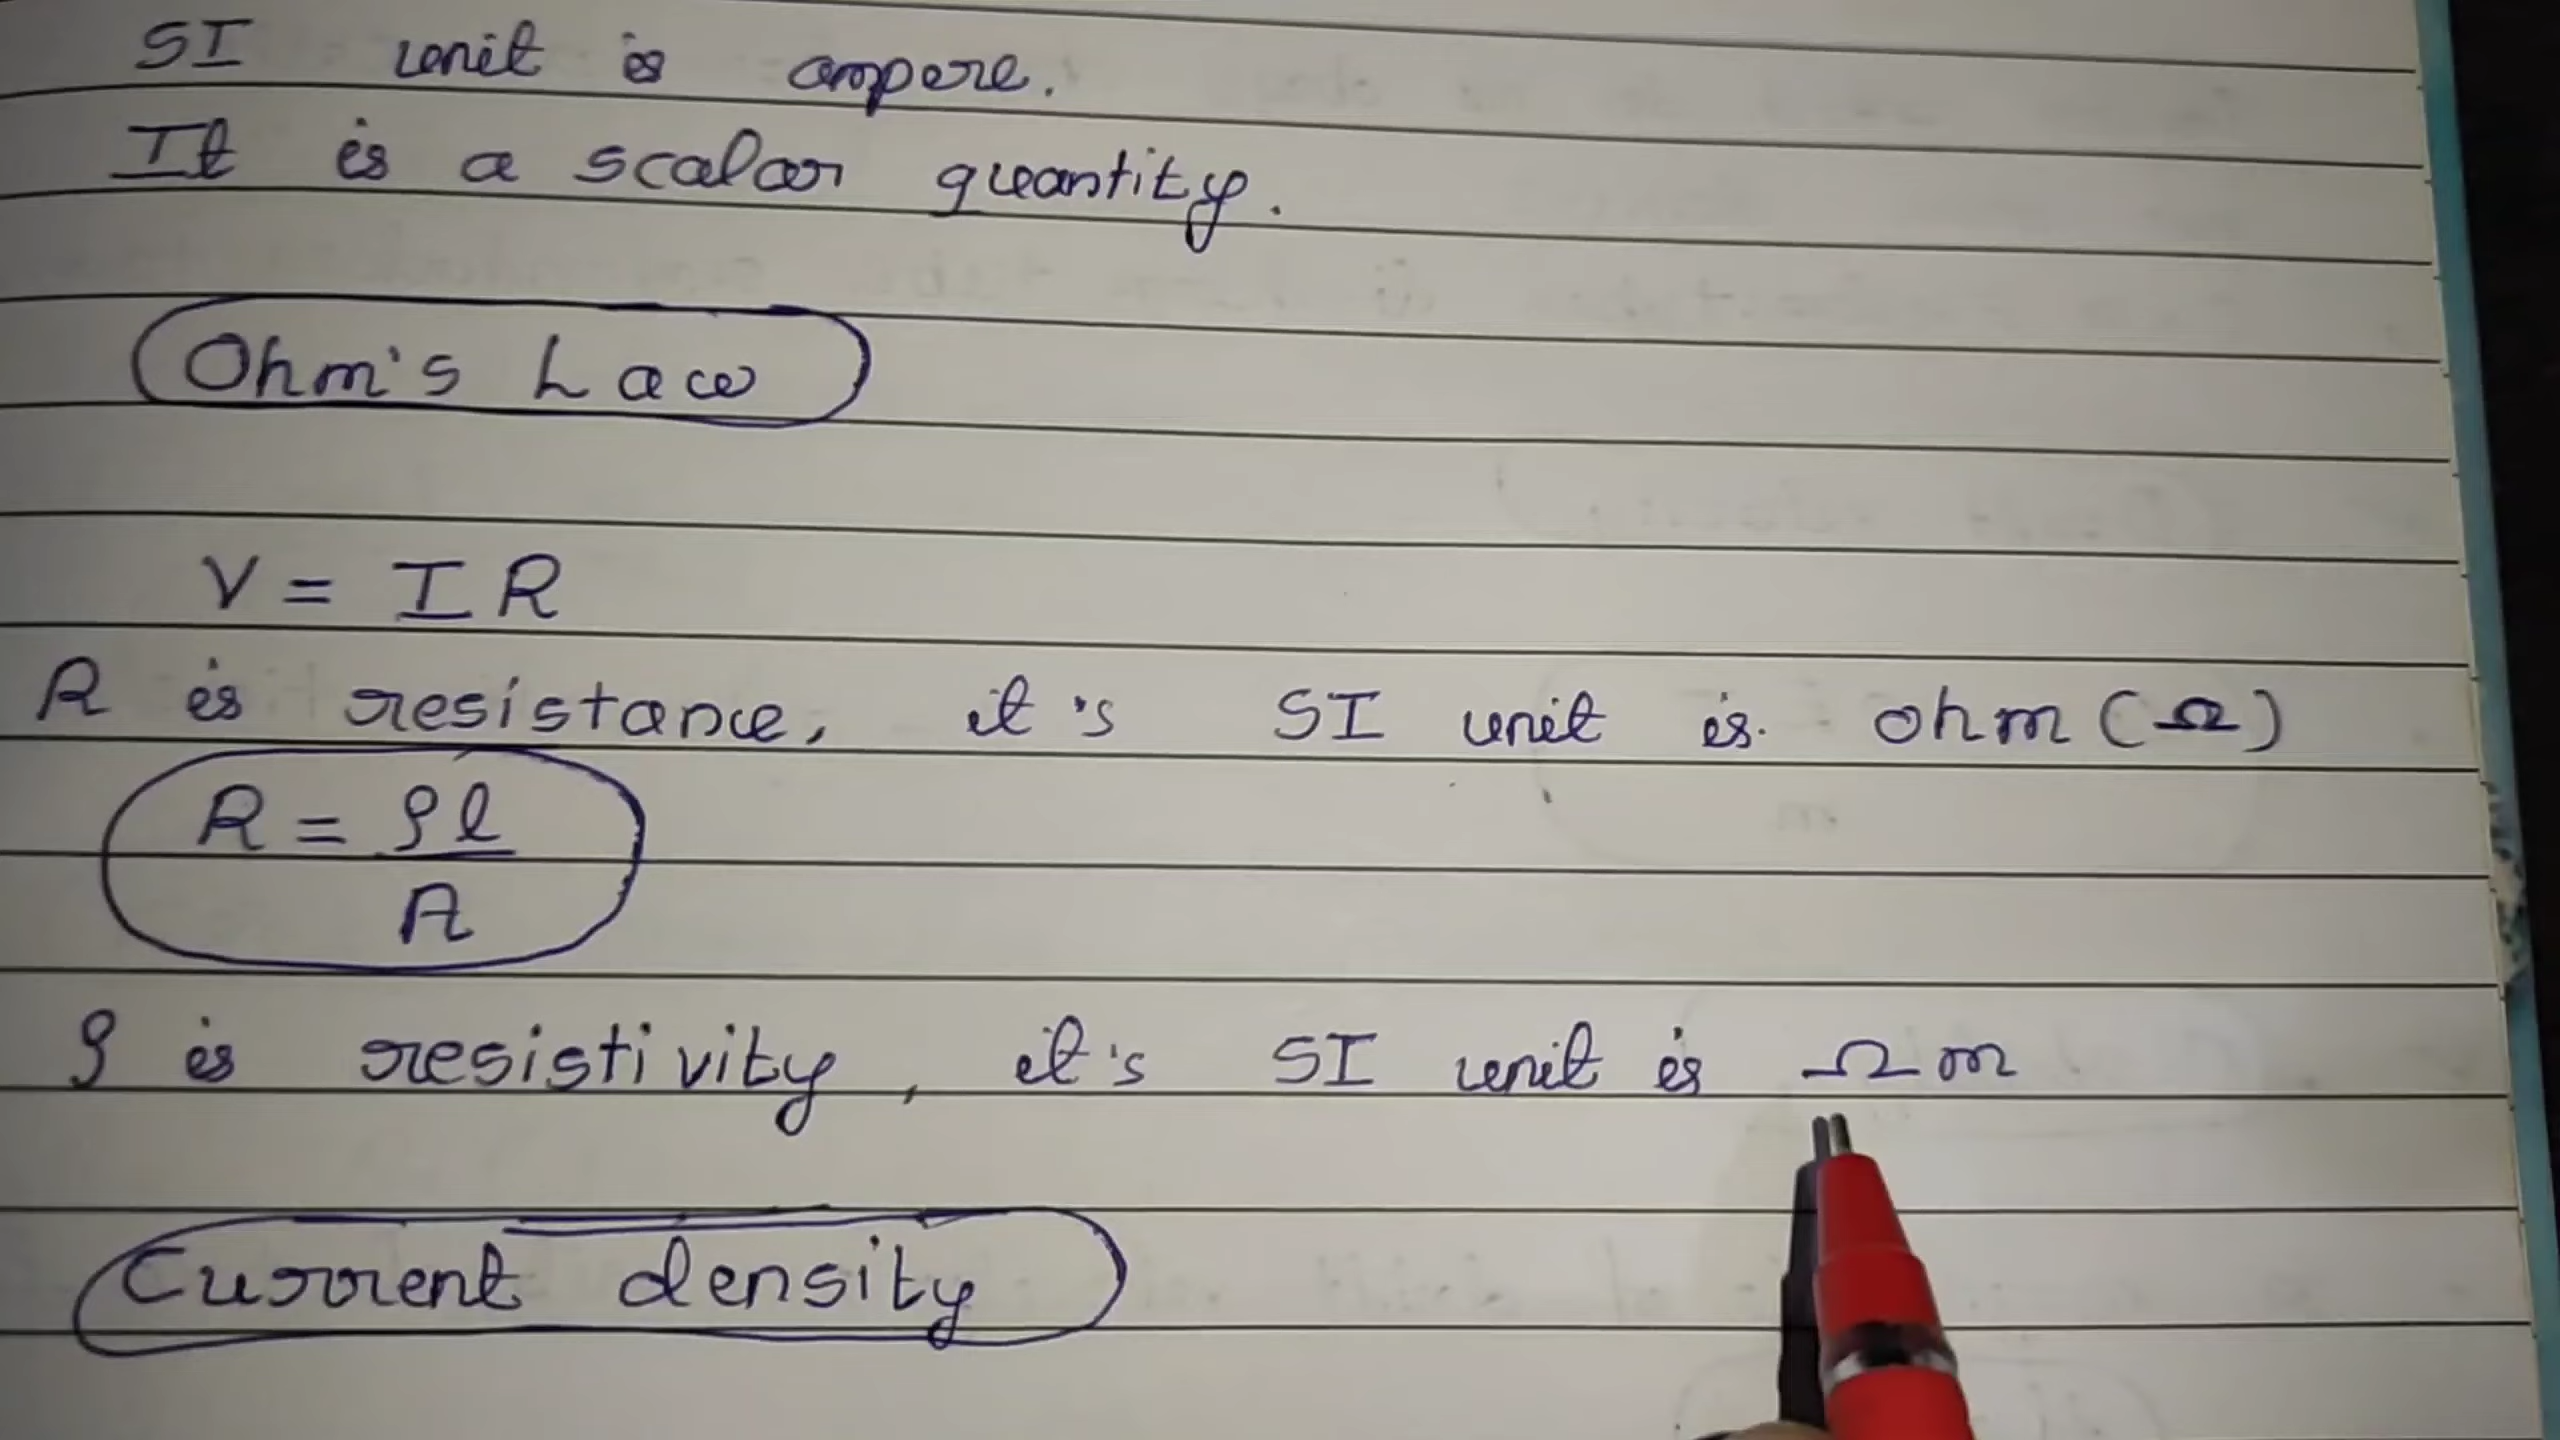 SI unit is ampere.
It is a scalar quantity.
Ohm's Law
V = IR
R is resistance, it's SI unit is. ohm (Ω)
R = ρl
A
ρ is resistivity, it's SI unit is Ωm
Current density